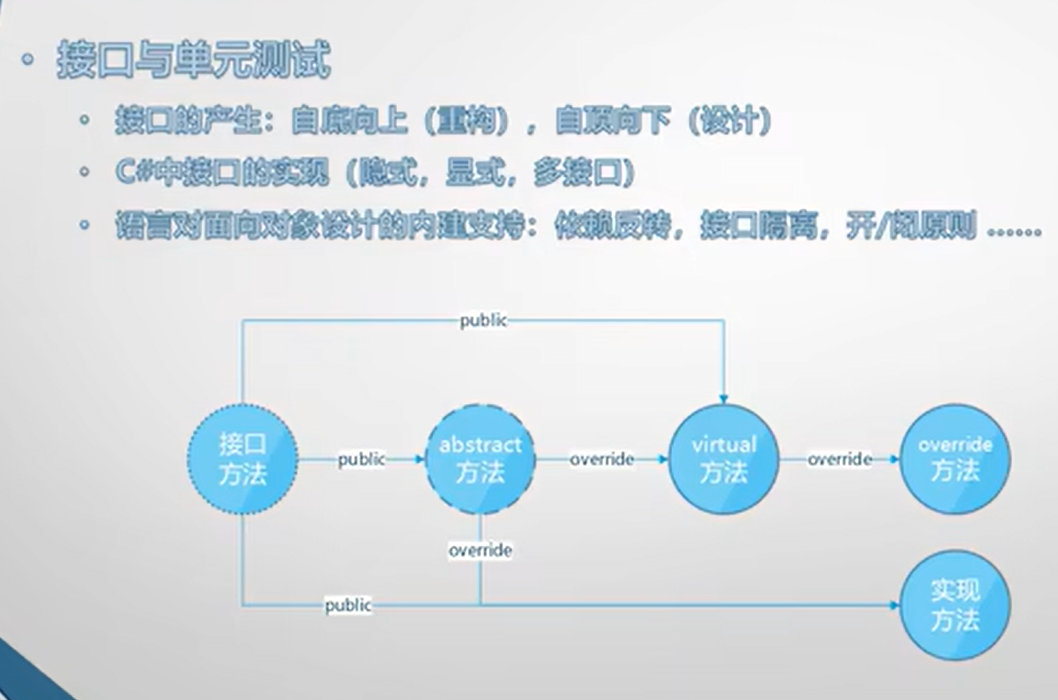 接口与单元测试
接口的产生：自底向上（重构），自顶向下（设计）
C#中接口的实现（隐式，显式，多接口）
语言对面向对象设计的内建支持：依赖反转，接口隔离，开/闭原则 ……
public
接口
方法
public
abstract
方法
override
virtual
方法
override
override
方法
override
public
实现
方法